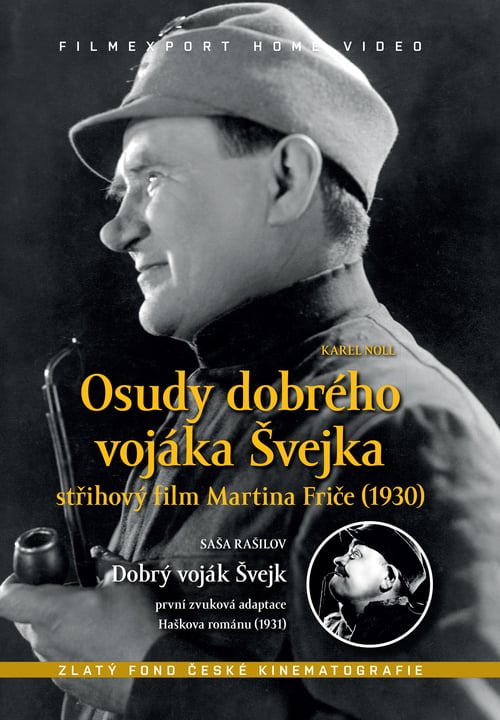 FILMEXPORT HOME VIDEO
KAREL NOLL
Osudy dobrého
vojáka Švejka
střihový film Martina Friče (1930)
SAŠA RAŠILOV
Dobrý voják Švejk
první zvuková adaptace
Haškova románu (1931)
ZLATÝ FOND ČESKÉ KINEMATOGRAFIE